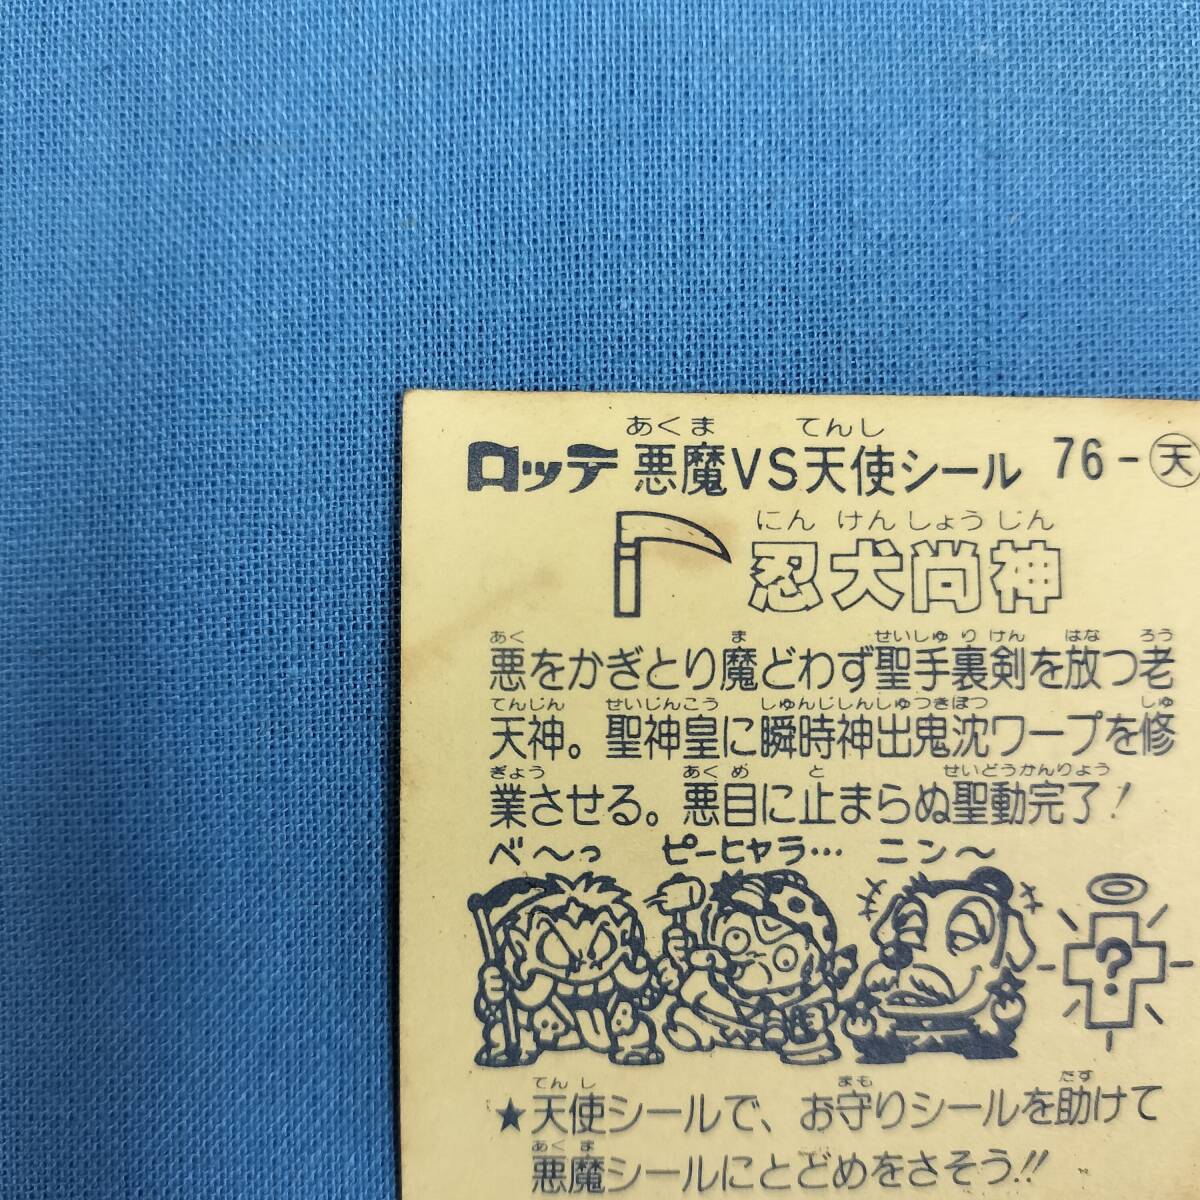 あくま てんし
ロッテ 悪魔VS天使シール 76-天
にん けん しょう じん
忍犬尚神
あく ま せいしゅ り けん はな ろう
悪をかぎとり魔どわず聖手裏剣を放つ老
てんじん せいじんこう しゅんじしんしゅつきぼつ しゅ
天神。聖神皇に瞬時神出鬼沈ワープを修
ぎょう あく め と せいどうかんりょう
業させる。悪目に止まらぬ聖動完了!
ベ〜っ ピーヒャラ… ニン〜
?
てん し まも たす
★天使シールで、お守りシールを助けて
あく ま
悪魔シールにとどめをさそう!!